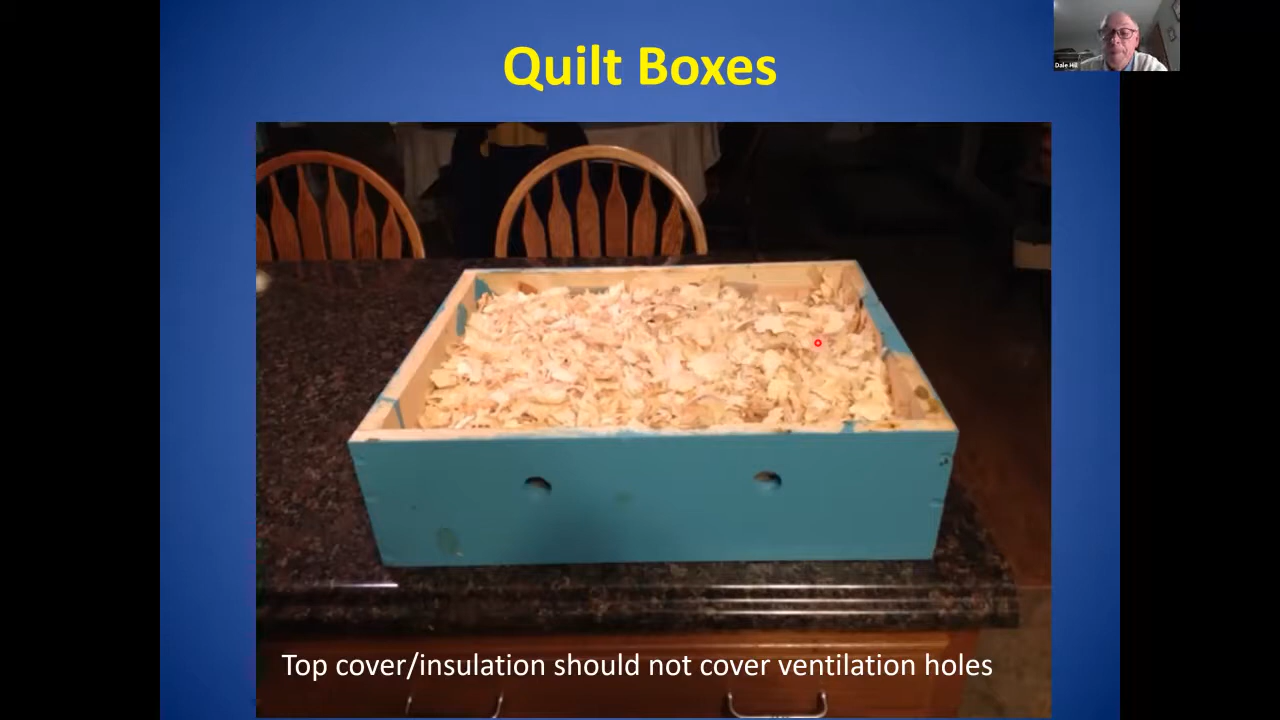 Quilt Boxes
Dale Hill
Top cover/insulation should not cover ventilation holes